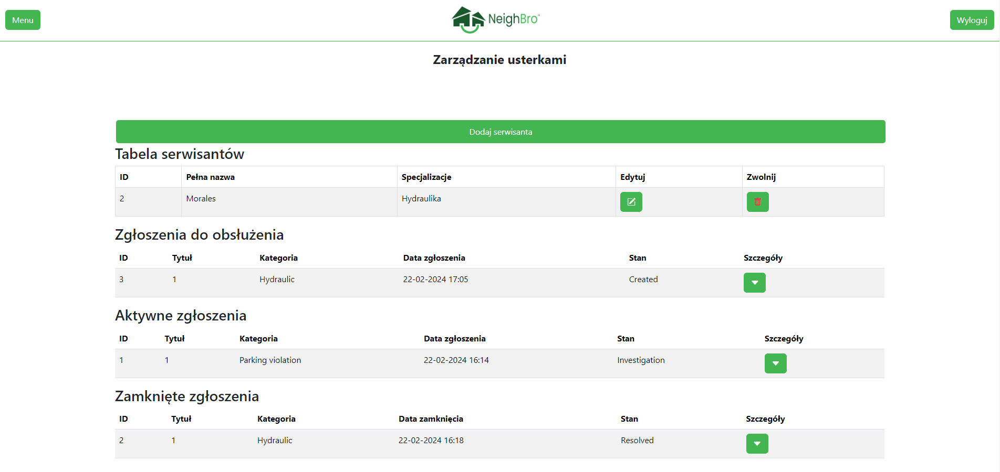 Menu
NeighBro™
Wyloguj
Zarządzanie usterkami
Dodaj serwisanta
Tabela serwisantów
ID Pełna nazwa Specjalizacje Edytuj Zwolnij
2 Morales Hydraulika
Zgłoszenia do obsłużenia
ID Tytuł Kategoria Data zgłoszenia Stan Szczegóły
3 1 Hydraulic 22-02-2024 17:05 Created
Aktywne zgłoszenia
ID Tytuł Kategoria Data zgłoszenia Stan Szczegóły
1 1 Parking violation 22-02-2024 16:14 Investigation
Zamknięte zgłoszenia
ID Tytuł Kategoria Data zamknięcia Stan Szczegóły
2 1 Hydraulic 22-02-2024 16:18 Resolved